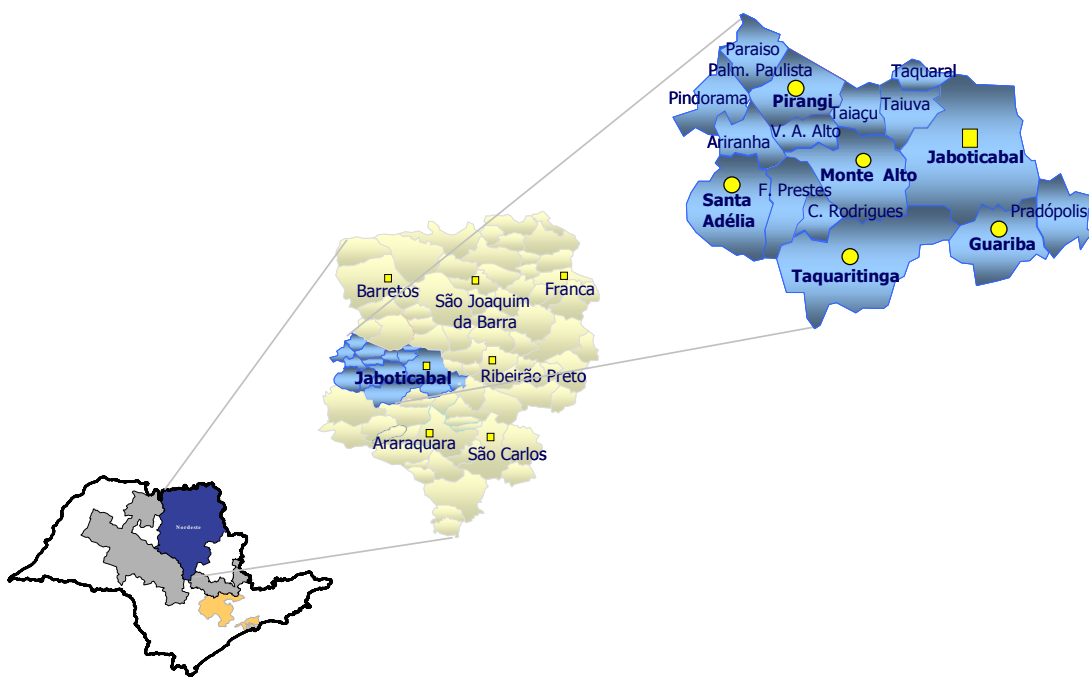 Paraiso
Palm. Paulista
Taquaral
Pindorama
Pirangi
Taiaçu
Taiuva
V. A. Alto
Ariranha
Jaboticabal
Monte Alto
F. Prestes
Santa
Adélia
C. Rodrigues
Pradópolis
Guariba
Taquaritinga
Barretos
São Joaquim
da Barra
Franca
Jaboticabal
Ribeirão Preto
Araraquara
São Carlos
Nordeste